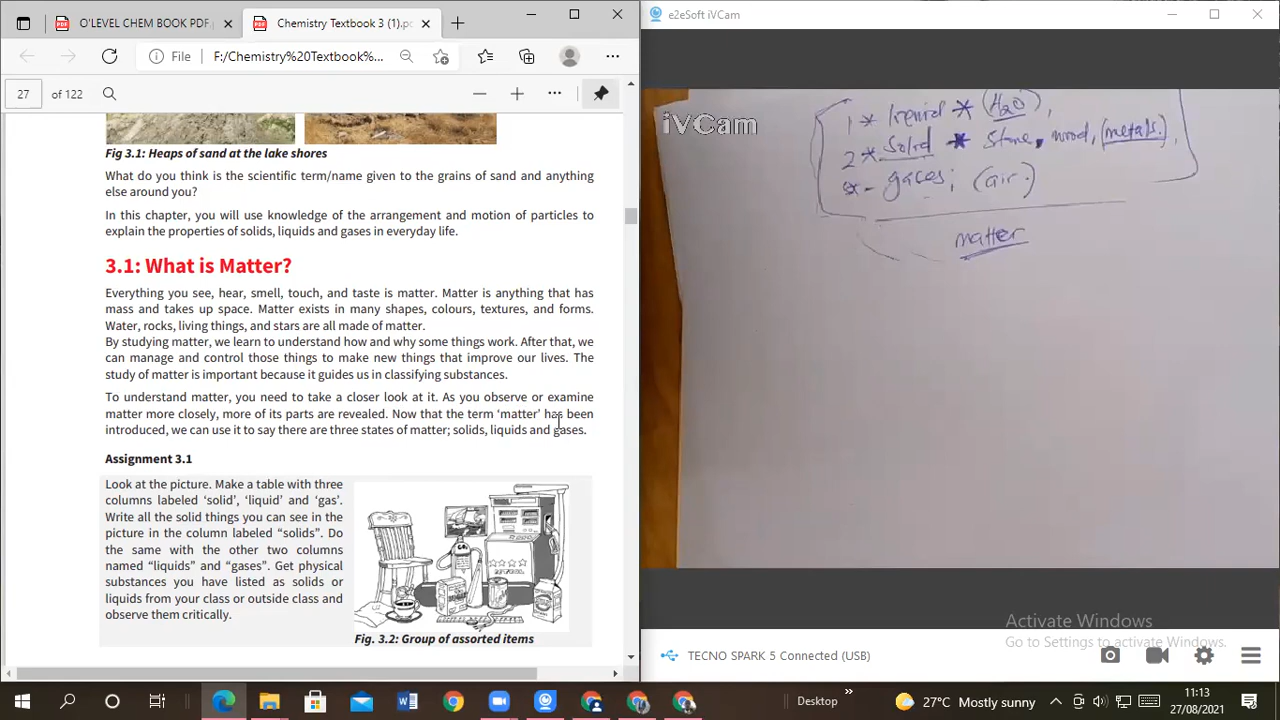 O'LEVEL CHEM BOOK PDF
Chemistry Textbook 3 (1).pc
e2eSoft iVCam
File
F:/Chemistry%20Textbook%...
27 of 122
Fig 3.1: Heaps of sand at the lake shores
What do you think is the scientific term/name given to the grains of sand and anything
else around you?
In this chapter, you will use knowledge of the arrangement and motion of particles to
explain the properties of solids, liquids and gases in everyday life.
3.1: What is Matter?
Everything you see, hear, smell, touch, and taste is matter. Matter is anything that has
mass and takes up space. Matter exists in many shapes, colours, textures, and forms.
Water, rocks, living things, and stars are all made of matter.
By studying matter, we learn to understand how and why some things work. After that, we
can manage and control those things to make new things that improve our lives. The
study of matter is important because it guides us in classifying substances.
To understand matter, you need to take a closer look at it. As you observe or examine
matter more closely, more of its parts are revealed. Now that the term ‘matter’ has been
introduced, we can use it to say there are three states of matter; solids, liquids and gases.
Assignment 3.1
Look at the picture. Make a table with three
columns labeled ‘solid’, ‘liquid’ and ‘gas’.
Write all the solid things you can see in the
picture in the column labeled “solids”. Do
the same with the other two columns
named “liquids” and “gases”. Get physical
substances you have listed as solids or
liquids from your class or outside class and
observe them critically.
Fig. 3.2: Group of assorted items
iVCam
1 * * (H₂O),
2 * Solid * Stone, wood, (metals.),
* - gases; (air.)
matter
Activate Windows
Go to Settings to activate Windows.
TECNO SPARK 5 Connected (USB)
Desktop
27°C Mostly sunny
11:13
27/08/2021